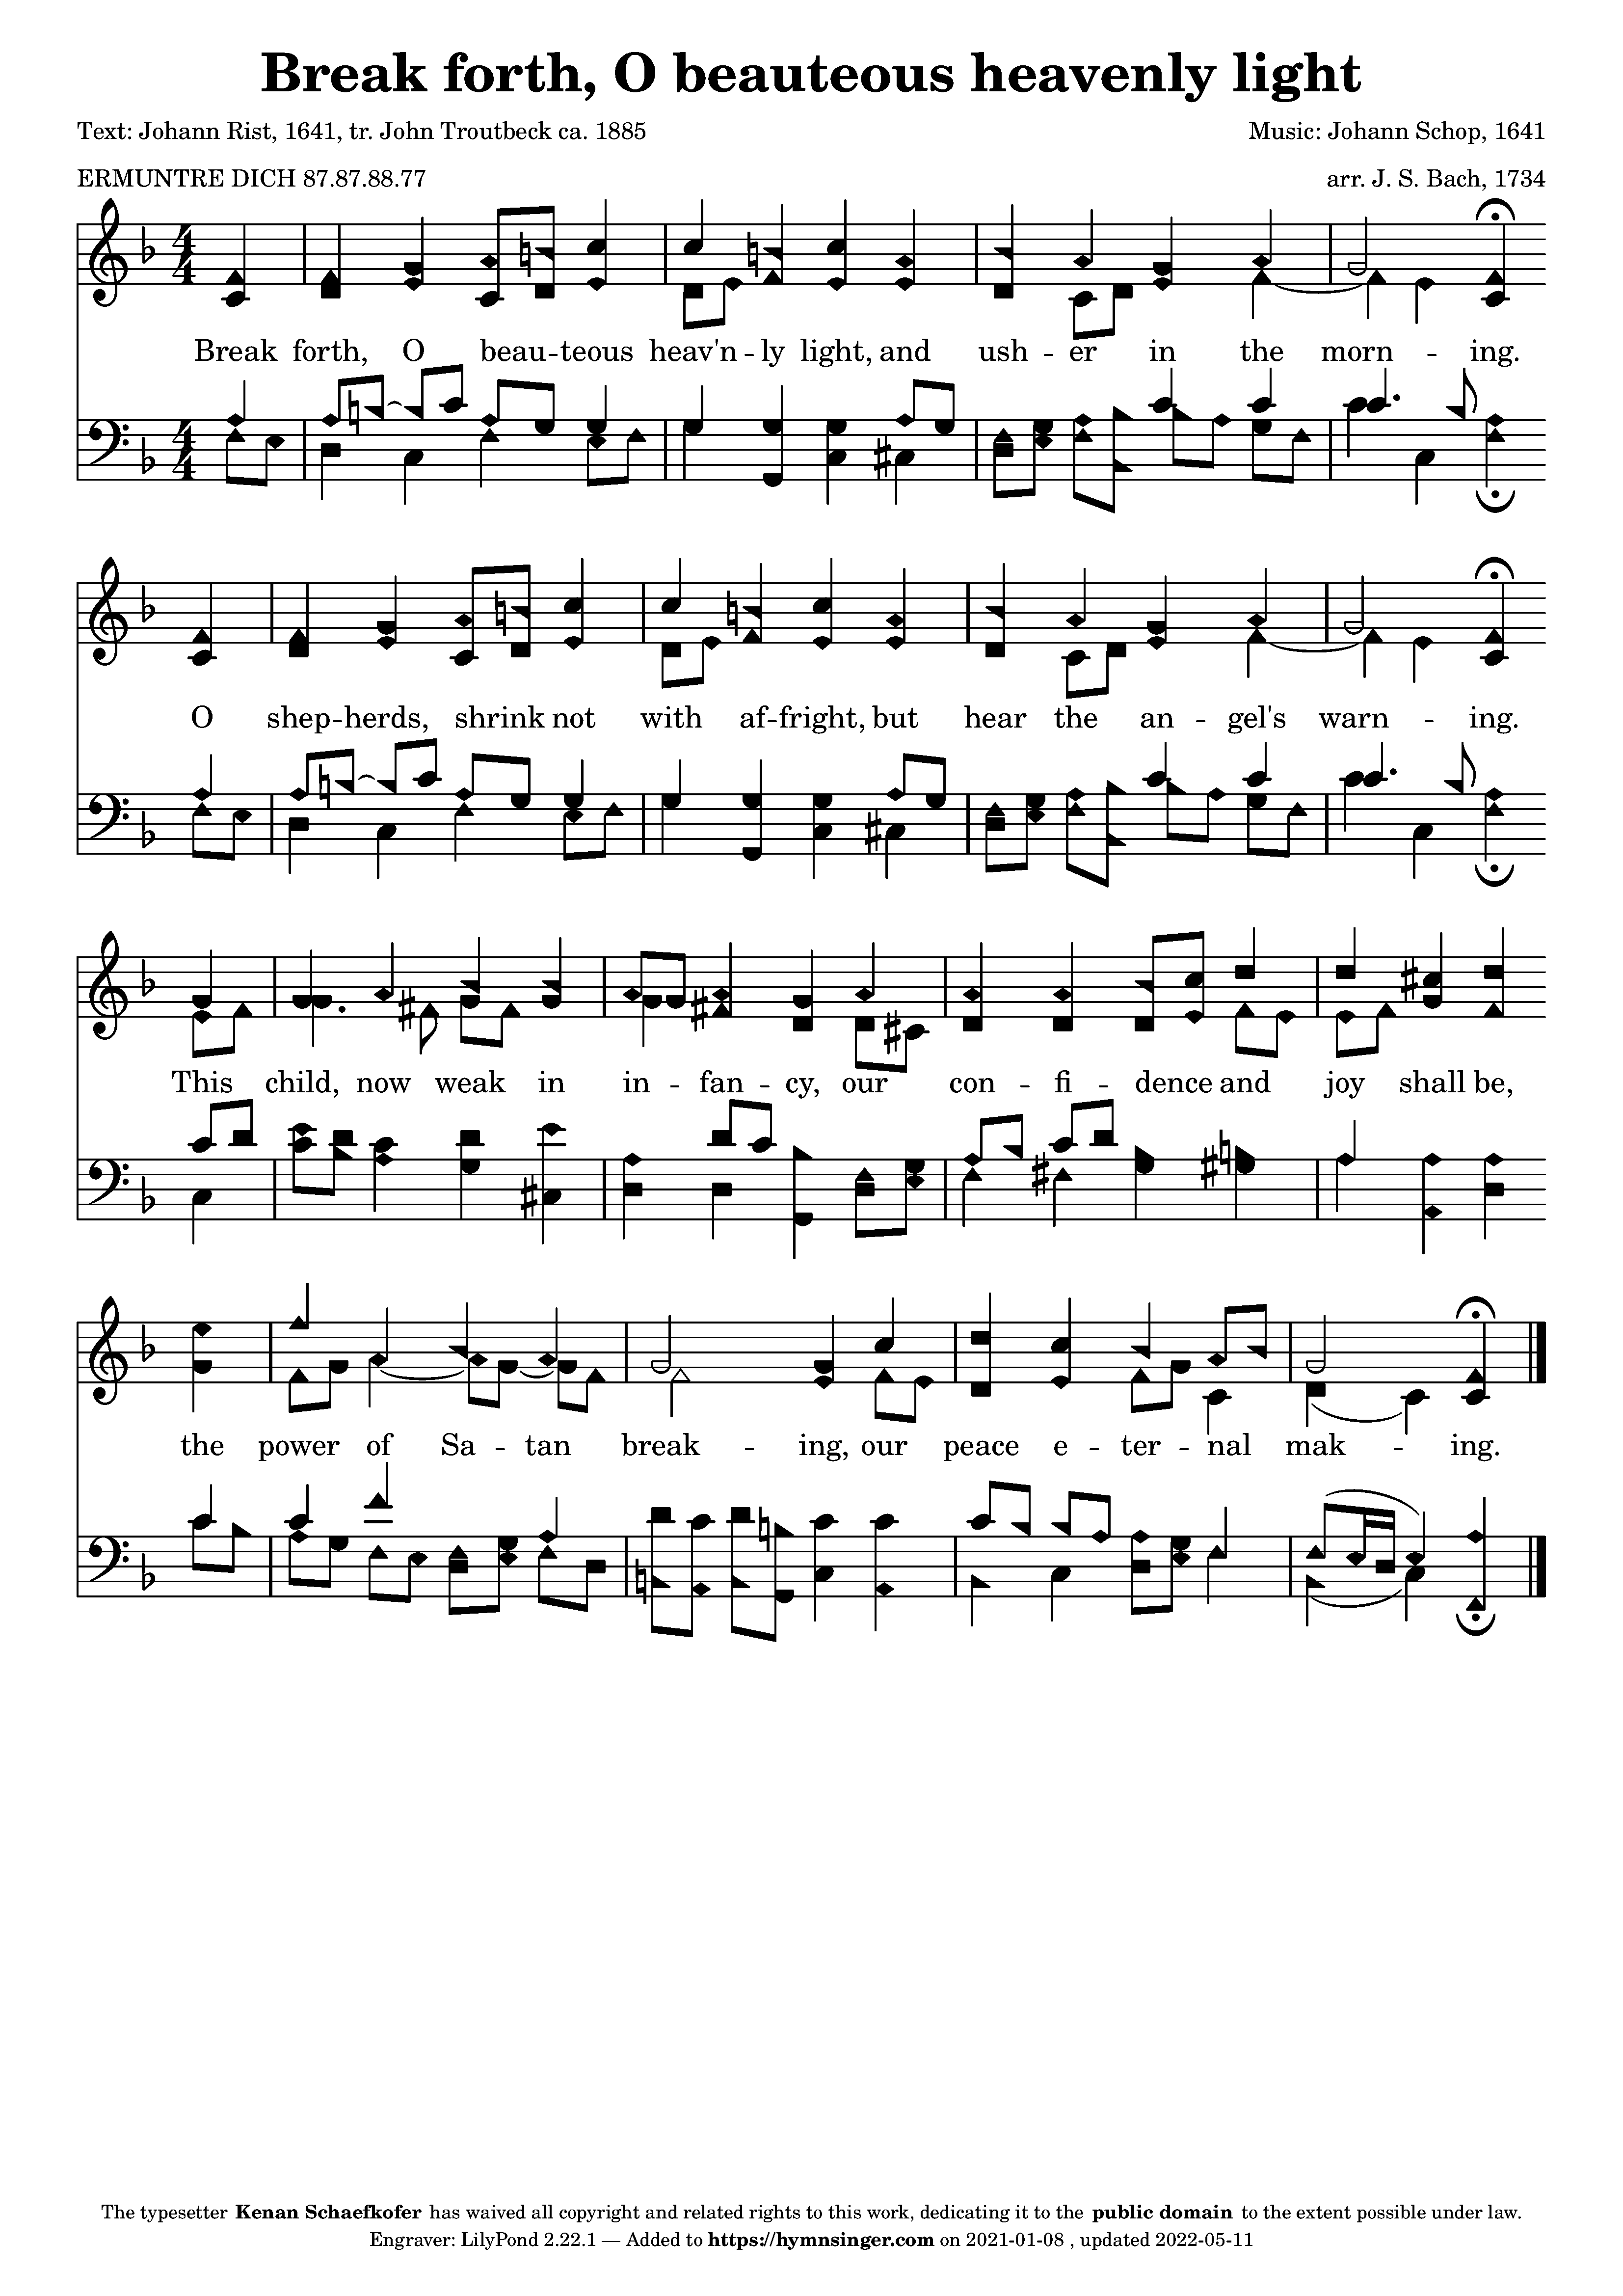 Break forth, O beauteous heavenly light
Text: Johann Rist, 1641, tr. John Troutbeck ca. 1885
Music: Johann Schop, 1641
ERMUNTRE DICH 87.87.88.77
arr. J. S. Bach, 1734
Break forth, O beau -- teous heav'n -- ly light, and ush -- er in the morn -- ing.
O shep -- herds, shrink not with af -- fright, but hear the an -- gel's warn -- ing.
This child, now weak in in -- fan -- cy, our con -- fi -- dence and joy shall be,
the power of Sa -- tan break -- ing, our peace e -- ter -- nal mak -- ing.
The typesetter Kenan Schaefkofer has waived all copyright and related rights to this work, dedicating it to the public domain to the extent possible under law.
Engraver: LilyPond 2.22.1 — Added to https://hymnsinger.com on 2021-01-08 , updated 2022-05-11